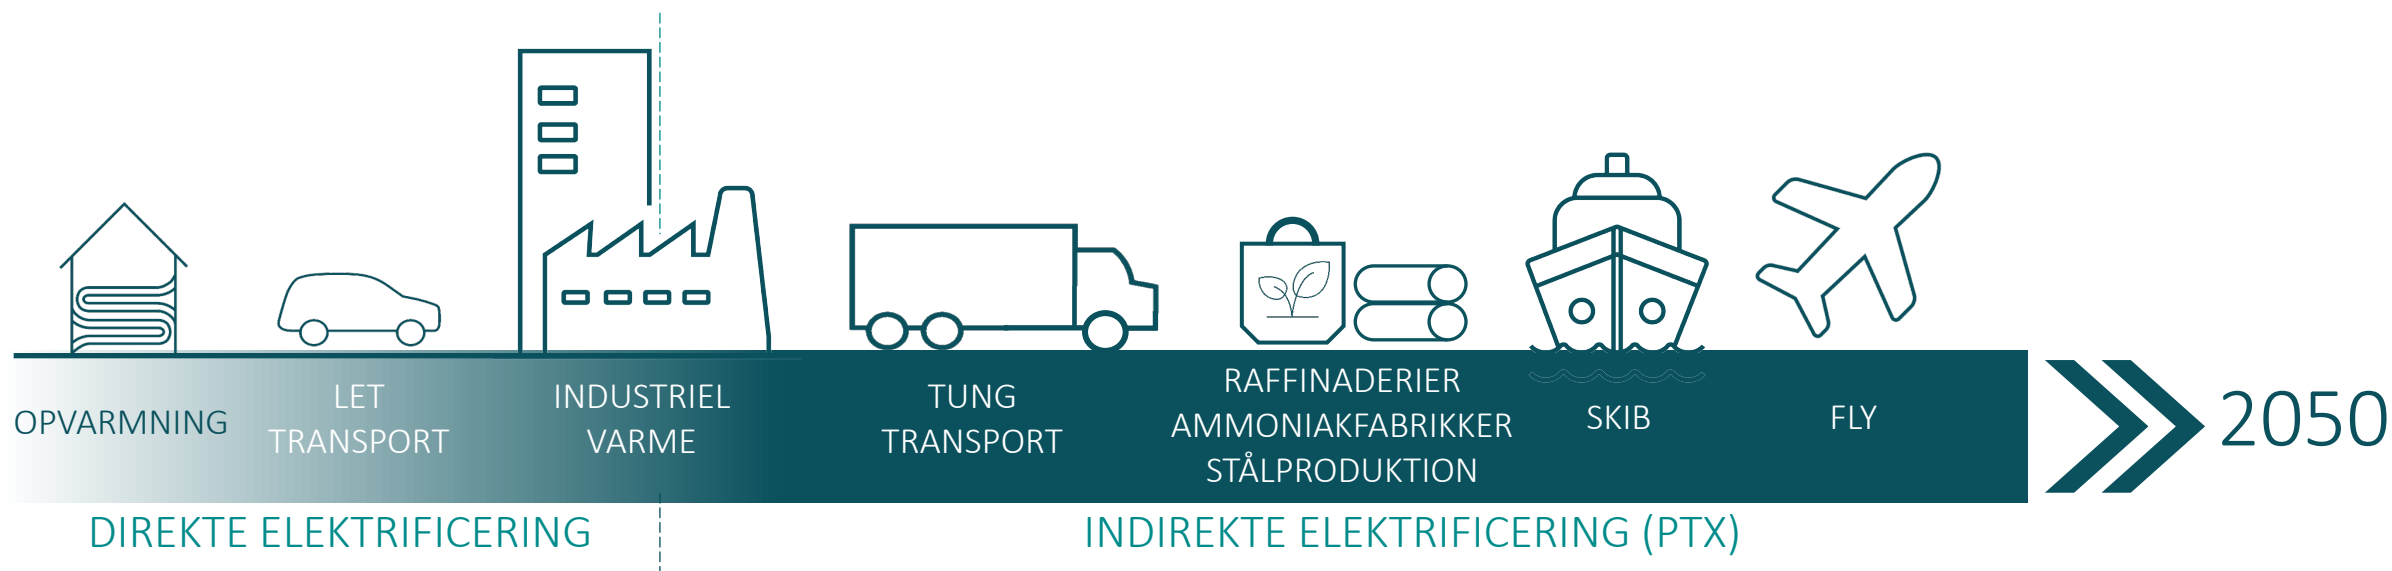 OPVARMNING
LET
TRANSPORT
INDUSTRIEL
VARME
TUNG
TRANSPORT
RAFFINADERIER
AMMONIAKFABRIKKER
STÅLPRODUKTION
SKIB
FLY
2050
DIREKTE ELEKTRIFICERING
INDIREKTE ELEKTRIFICERING (PTX)